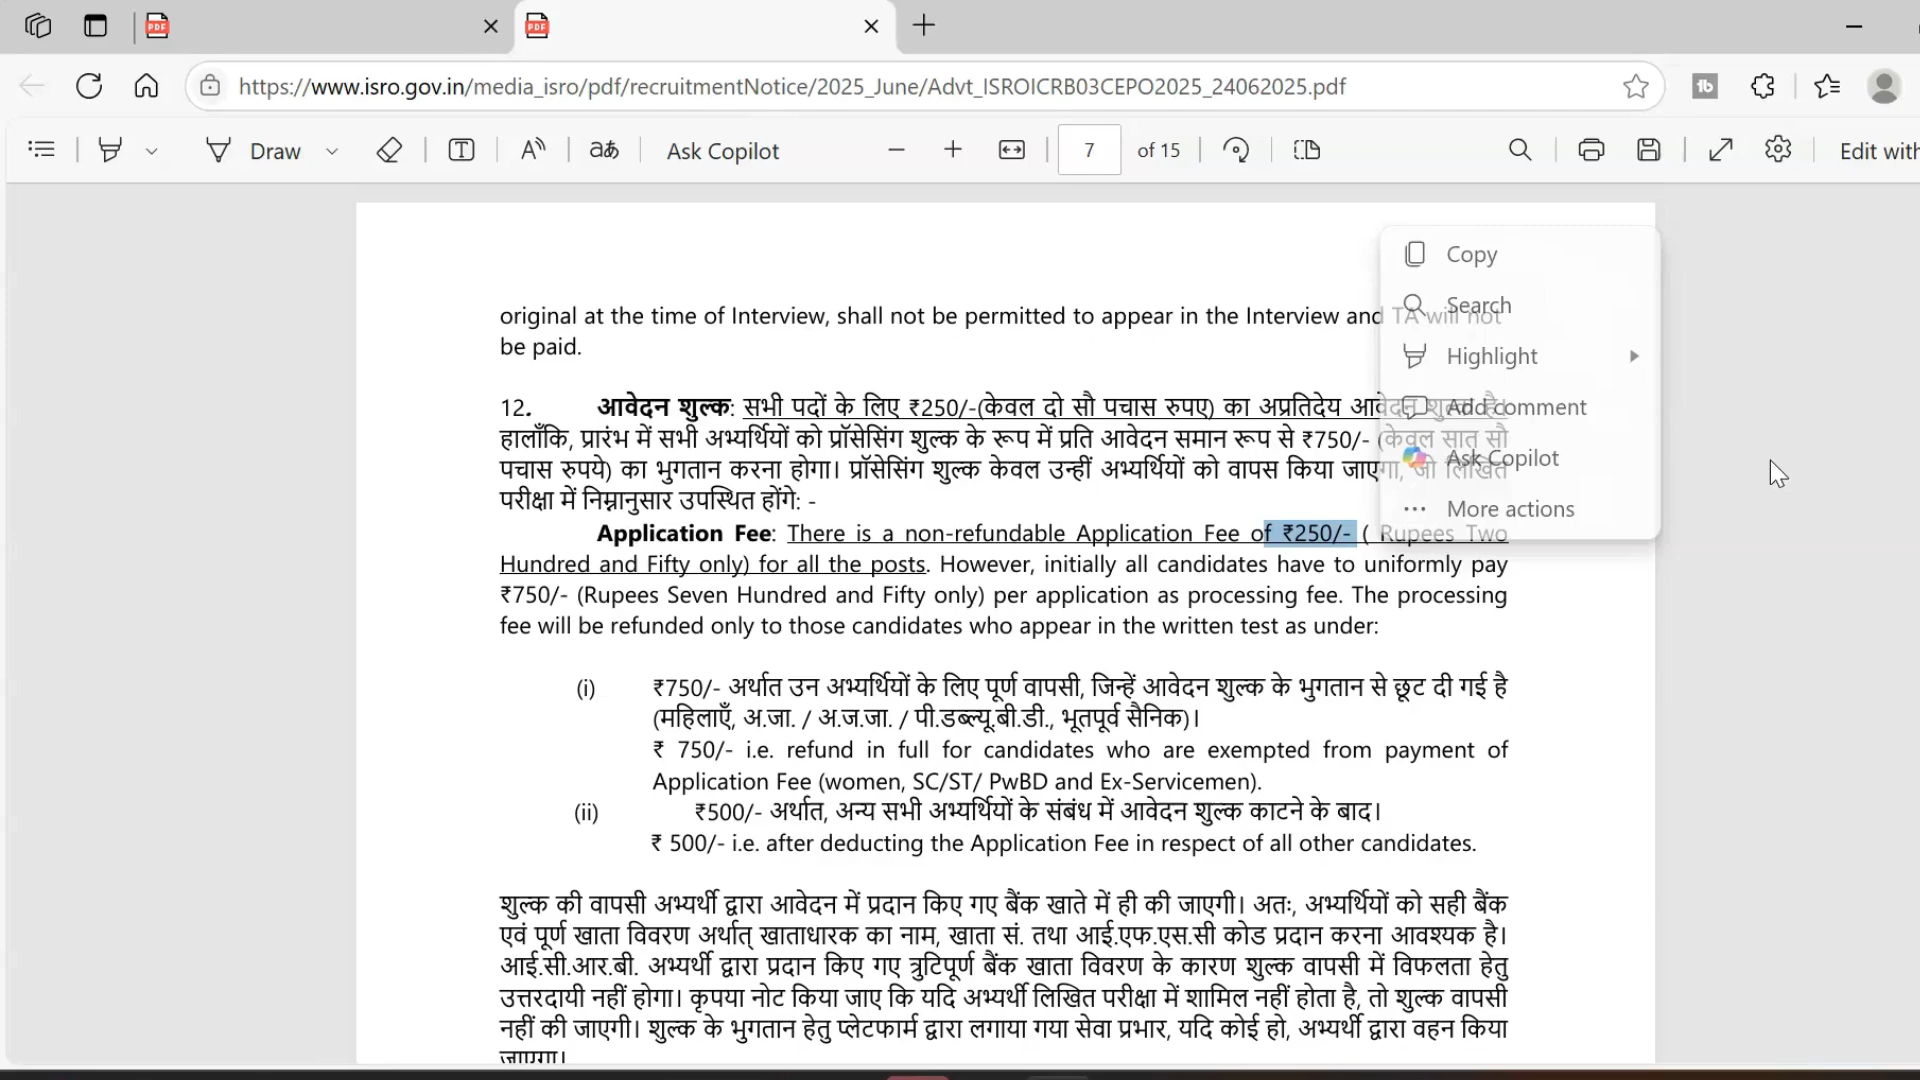 https://www.isro.gov.in/media_isro/pdf/recruitmentNotice/2025_June/Advt_ISROICRB03CEPO2025_24062025.pdf
Draw
aあ
Ask Copilot
7 of 15
Edit with
Copy
Search
Highlight
Add comment
Ask Copilot
More actions
original at the time of Interview, shall not be permitted to appear in the Interview and TA will not
be paid.
12. आवेदन शुल्क: सभी पदों के लिए ₹250/-(केवल दो सौ पचास रुपए) का अप्रतिदेय आवेदन शुल्क है।
हालाँकि, प्रारंभ में सभी अभ्यर्थियों को प्रॉसेसिंग शुल्क के रूप में प्रति आवेदन समान रूप से ₹750/- (केवल सात सौ
पचास रुपये) का भुगतान करना होगा। प्रॉसेसिंग शुल्क केवल उन्हीं अभ्यर्थियों को वापस किया जाएगा, जो लिखित
परीक्षा में निम्नानुसार उपस्थित होंगे: -
Application Fee: There is a non-refundable Application Fee of ₹250/- ( Rupees Two
Hundred and Fifty only) for all the posts. However, initially all candidates have to uniformly pay
₹750/- (Rupees Seven Hundred and Fifty only) per application as processing fee. The processing
fee will be refunded only to those candidates who appear in the written test as under:
(i) ₹750/- अर्थात उन अभ्यर्थियों के लिए पूर्ण वापसी, जिन्हें आवेदन शुल्क के भुगतान से छूट दी गई है
(महिलाएँ, अ.जा. / अ.ज.जा. / पी.डब्ल्यू.बी.डी., भूतपूर्व सैनिक)।
₹ 750/- i.e. refund in full for candidates who are exempted from payment of
Application Fee (women, SC/ST/ PwBD and Ex-Servicemen).
(ii) ₹500/- अर्थात, अन्य सभी अभ्यर्थियों के संबंध में आवेदन शुल्क काटने के बाद।
₹ 500/- i.e. after deducting the Application Fee in respect of all other candidates.
शुल्क की वापसी अभ्यर्थी द्वारा आवेदन में प्रदान किए गए बैंक खाते में ही की जाएगी। अतः, अभ्यर्थियों को सही बैंक
एवं पूर्ण खाता विवरण अर्थात् खाताधारक का नाम, खाता सं. तथा आई.एफ.एस.सी कोड प्रदान करना आवश्यक है।
आई.सी.आर.बी. अभ्यर्थी द्वारा प्रदान किए गए त्रुटिपूर्ण बैंक खाता विवरण के कारण शुल्क वापसी में विफलता हेतु
उत्तरदायी नहीं होगा। कृपया नोट किया जाए कि यदि अभ्यर्थी लिखित परीक्षा में शामिल नहीं होता है, तो शुल्क वापसी
नहीं की जाएगी। शुल्क के भुगतान हेतु प्लेटफार्म द्वारा लगाया गया सेवा प्रभार, यदि कोई हो, अभ्यर्थी द्वारा वहन किया
जाएगा।